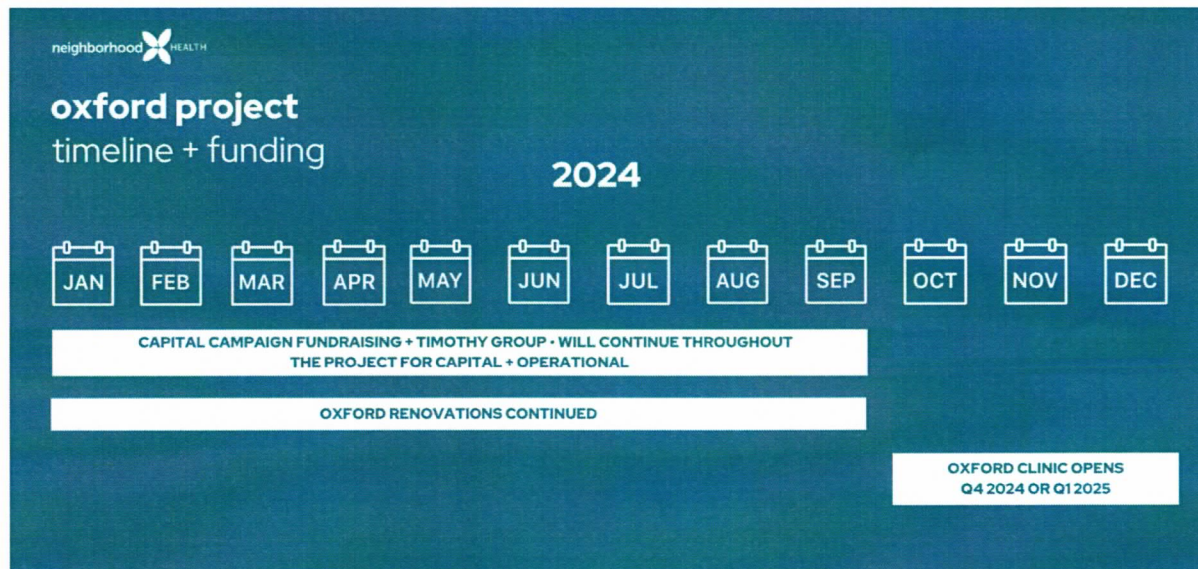 neighborhood HEALTH
oxford project
timeline + funding
2024
JAN FEB MAR APR MAY JUN JUL AUG SEP OCT NOV DEC
CAPITAL CAMPAIGN FUNDRAISING + TIMOTHY GROUP • WILL CONTINUE THROUGHOUT
THE PROJECT FOR CAPITAL + OPERATIONAL
OXFORD RENOVATIONS CONTINUED
OXFORD CLINIC OPENS
Q4 2024 OR Q1 2025